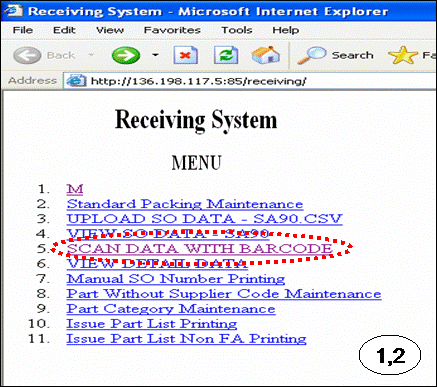 Receiving System - Microsoft Internet Explorer
File Edit View Favorites Tools Help
Back Search Fa
Address http://136.198.117.5:85/receiving/
Receiving System
MENU
1. M
2. Standard Packing Maintenance
3. UPLOAD SO DATA - SA90.CSV
4. VIEW SO DATA - SA90
5. SCAN DATA WITH BARCODE
6. VIEW DETAIL DATA
7. Manual SO Number Printing
8. Part Without Supplier Code Maintenance
9. Part Category Maintenance
10. Issue Part List Printing
11. Issue Part List Non FA Printing
1,2